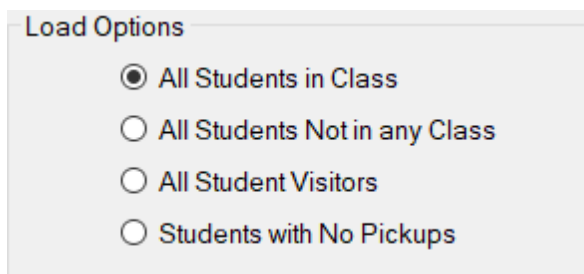 Load Options
All Students in Class
All Students Not in any Class
All Student Visitors
Students with No Pickups